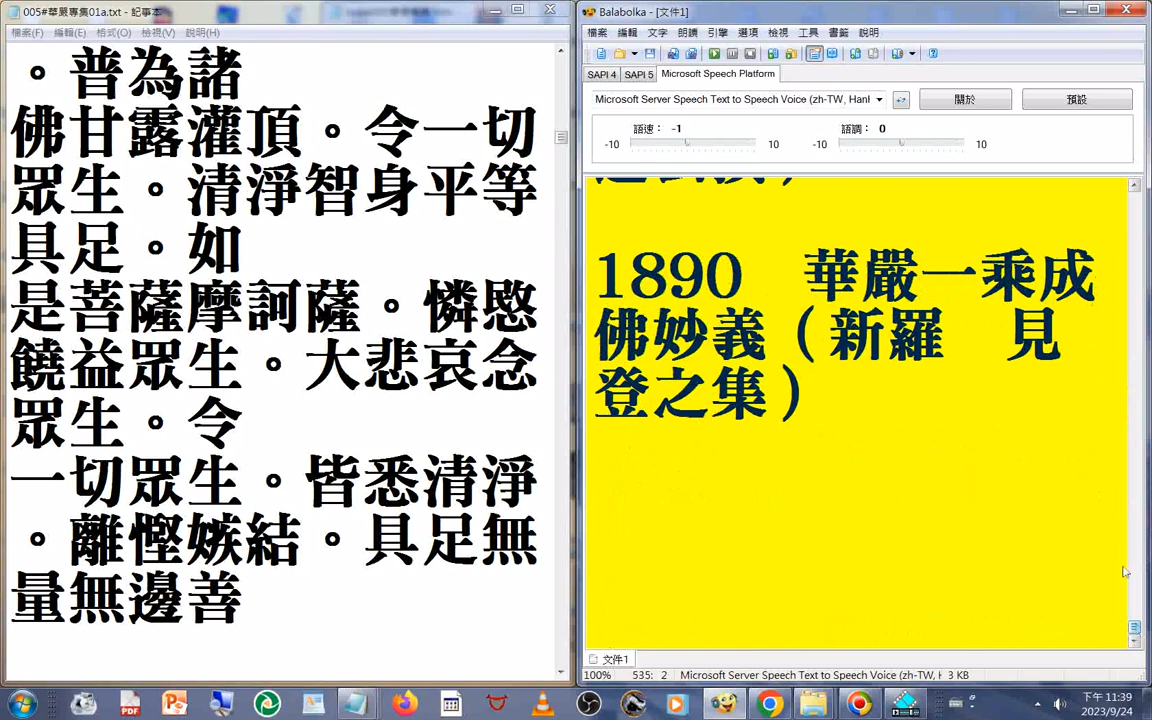 005#華嚴專集01a.txt - 記事本
檔案(F) 編輯(E) 格式(O) 檢視(V) 說明(H)
。普為諸
佛甘露灌頂。令一切
眾生。清淨智身平等
具足。如
是菩薩摩訶薩。憐愍
饒益眾生。大悲哀念
眾生。令
一切眾生。皆悉清淨
。離慳嫉結。具足無
量無邊善
Balabolka - [文件1]
檔案 編輯 文字 朗讀 引擎 選項 檢視 工具 書籤 說明
SAPI 4 SAPI 5 Microsoft Speech Platform
Microsoft Server Speech Text to Speech Voice (zh-TW, Hanl
關於 預設
語速： -1 語調： 0
-10 10 -10 10
1890 華嚴一乘成
佛妙義（新羅 見
登之集）
文件1
100% 535: 2 Microsoft Server Speech Text to Speech Voice (zh-TW, H 3 KB
PDF
下午 11:39
2023/9/24